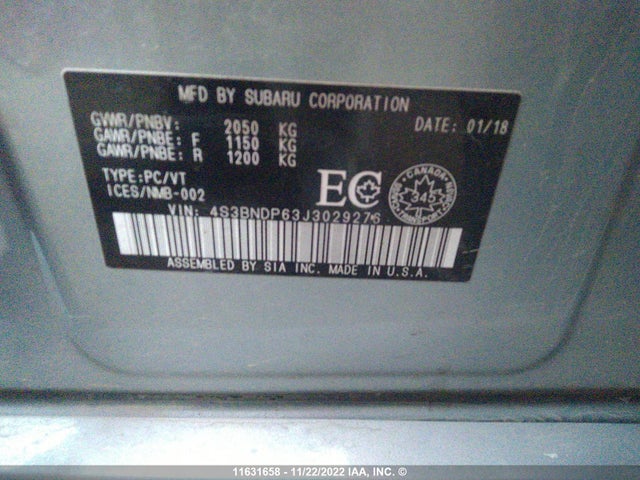 MFD BY SUBARU CORPORATION
GVWR/PNBV: 2050 KG DATE: 01/18
GAWR/PNBE: F 1150 KG
GAWR/PNBE: R 1200 KG
TYPE:PC/VT
ICES/NMB-002
EC
CANADA
345
VIN: 4S3BNDP63J3029276
ASSEMBLED BY SIA INC. MADE IN U.S.A.
11631658 - 11/22/2022 IAA, INC. ©